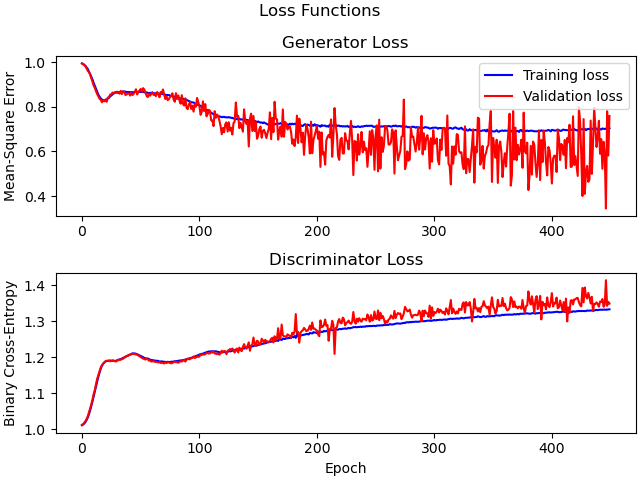 Loss Functions
Generator Loss
Mean-Square Error
1.0
0.8
0.6
0.4
Training loss
Validation loss
0
100
200
300
400
Discriminator Loss
Binary Cross-Entropy
1.4
1.3
1.2
1.1
1.0
0
100
200
300
400
Epoch